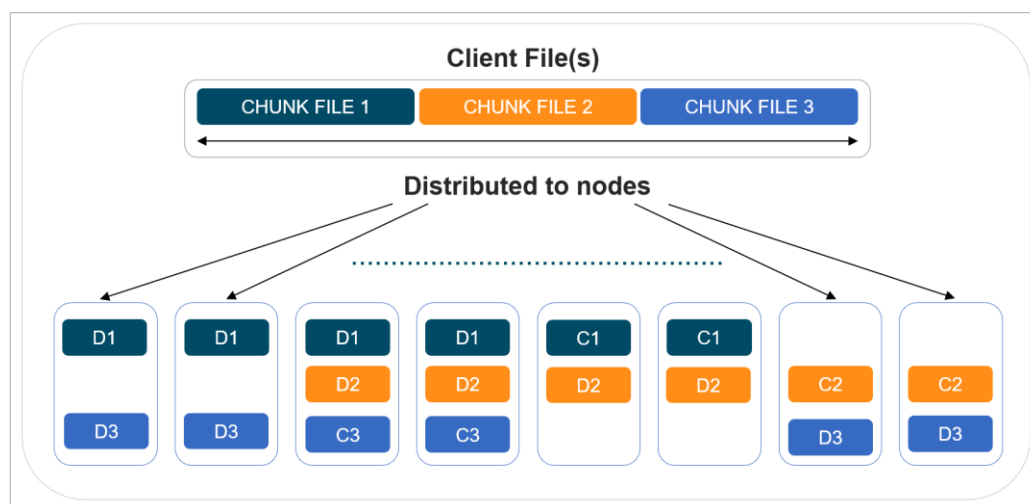 Client File(s)
CHUNK FILE 1 CHUNK FILE 2 CHUNK FILE 3
Distributed to nodes
D1 D1 D1 D1 C1 C1
D2 D2 D2 D2 C2 C2
D3 D3 C3 C3 D3 D3